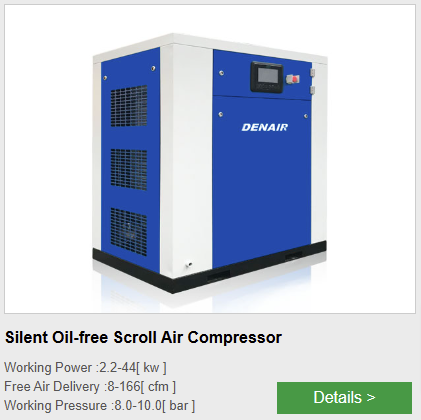 DENAIR
Silent Oil-free Scroll Air Compressor
Working Power :2.2-44[ kw ]
Free Air Delivery :8-166[ cfm ]
Working Pressure :8.0-10.0[ bar ]
Details >